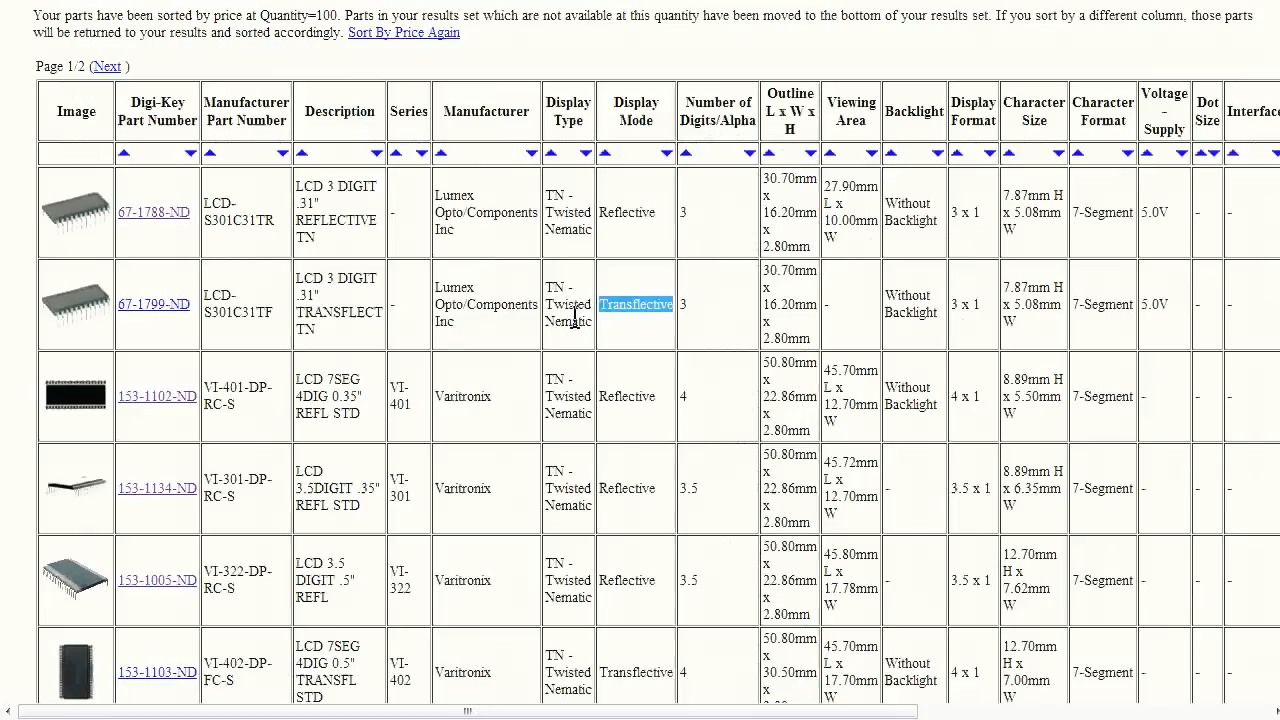 Your parts have been sorted by price at Quantity=100. Parts in your results set which are not available at this quantity have been moved to the bottom of your results set. If you sort by a different column, those parts
will be returned to your results and sorted accordingly. Sort By Price Again
Page 1/2 (Next )
Image
Digi-Key
Part Number
Manufacturer
Part Number
Description
Series
Manufacturer
Display
Type
Display
Mode
Number of
Digits/Alpha
Outline
L x W x
H
Viewing
Area
Backlight
Display
Format
Character
Size
Character
Format
Voltage
-
Supply
Dot
Size
Interface
67-1788-ND
LCD-
S301C31TR
LCD 3 DIGIT
.31"
REFLECTIVE
TN
-
Lumex
Opto/Components
Inc
TN -
Twisted
Nematic
Reflective
3
30.70mm
x
16.20mm
x
2.80mm
27.90mm
L x
10.00mm
W
Without
Backlight
3 x 1
7.87mm H
x 5.08mm
W
7-Segment
5.0V
-
-
67-1799-ND
LCD-
S301C31TF
LCD 3 DIGIT
.31"
TRANSFLECT
TN
-
Lumex
Opto/Components
Inc
TN -
Twisted
Nematic
Transflective
3
30.70mm
x
16.20mm
x
2.80mm
-
Without
Backlight
3 x 1
7.87mm H
x 5.08mm
W
7-Segment
5.0V
-
-
153-1102-ND
VI-401-DP-
RC-S
LCD 7SEG
4DIG 0.35"
REFL STD
VI-
401
Varitronix
TN -
Twisted
Nematic
Reflective
4
50.80mm
x
22.86mm
x
2.80mm
45.70mm
L x
12.70mm
W
Without
Backlight
4 x 1
8.89mm H
x 5.50mm
W
7-Segment
-
-
-
153-1134-ND
VI-301-DP-
RC-S
LCD
3.5DIGIT .35"
REFL STD
VI-
301
Varitronix
TN -
Twisted
Nematic
Reflective
3.5
50.80mm
x
22.86mm
x
2.80mm
45.72mm
L x
12.70mm
W
-
3.5 x 1
8.89mm H
x 6.35mm
W
7-Segment
-
-
-
153-1005-ND
VI-322-DP-
RC-S
LCD 3.5
DIGIT .5"
REFL
VI-
322
Varitronix
TN -
Twisted
Nematic
Reflective
3.5
50.80mm
x
22.86mm
x
2.80mm
45.80mm
L x
17.78mm
W
-
3.5 x 1
12.70mm
H x
7.62mm
W
7-Segment
-
-
-
153-1103-ND
VI-402-DP-
FC-S
LCD 7SEG
4DIG 0.5"
TRANSFL
STD
VI-
402
Varitronix
TN -
Twisted
Nematic
Transflective
4
50.80mm
x
30.50mm
x
45.70mm
L x
17.70mm
W
Without
Backlight
4 x 1
12.70mm
H x
7.00mm
W
7-Segment
-
-
-